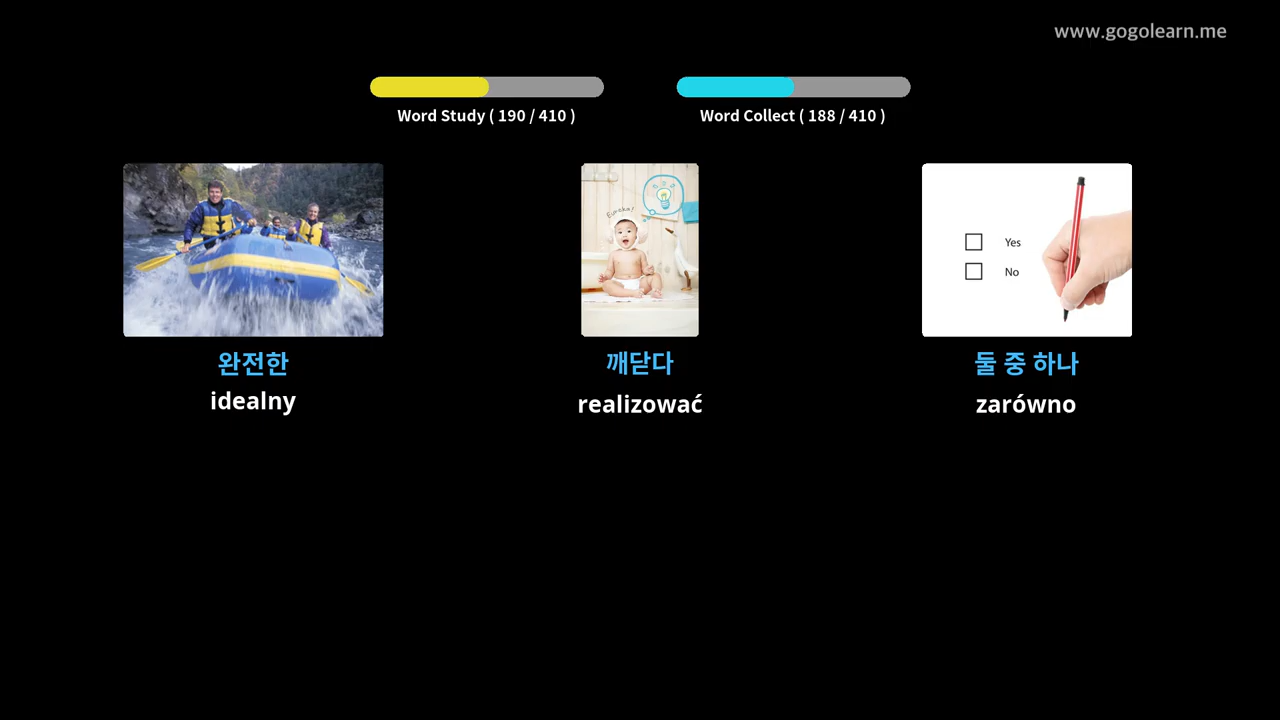 www.gogolearn.me
Word Study ( 190 / 410 )
Word Collect ( 188 / 410 )
Eureka!
Yes
No
완전한
깨닫다
둘 중 하나
idealny
realizować
zarówno